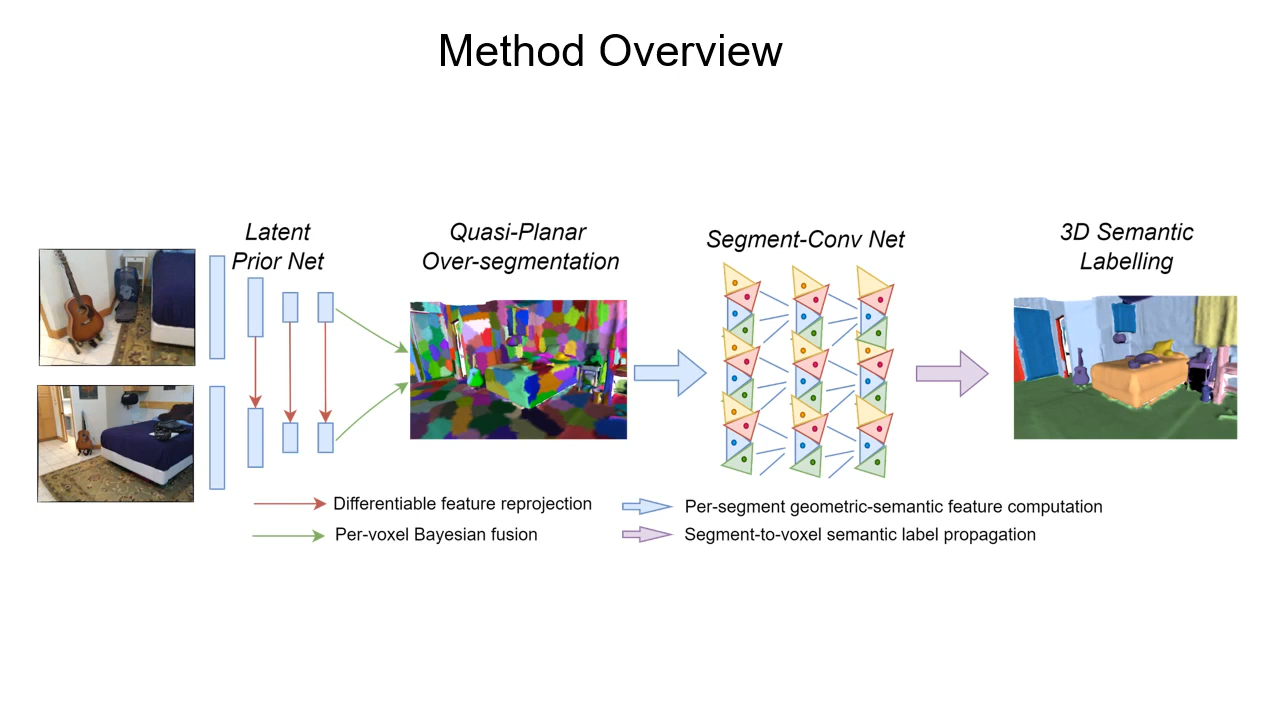 Method Overview
Latent
Prior Net
Quasi-Planar
Over-segmentation
Segment-Conv Net
3D Semantic
Labelling
Differentiable feature reprojection
Per-voxel Bayesian fusion
Per-segment geometric-semantic feature computation
Segment-to-voxel semantic label propagation